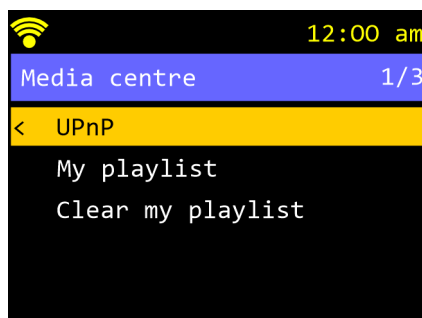 12:00 am
Media centre 1/3
< UPnP
My playlist
Clear my playlist